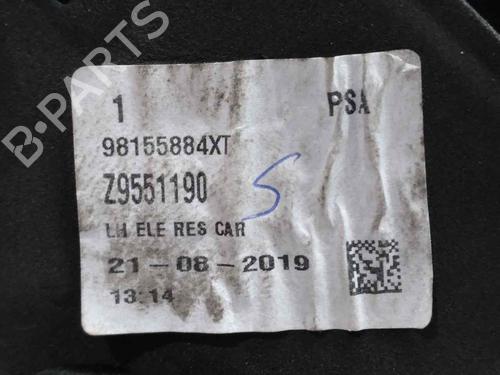 1 PSA
98155884XT
Z9551190
LH ELE RES CAR
21-08-2019
13:14
S
B-PARTS